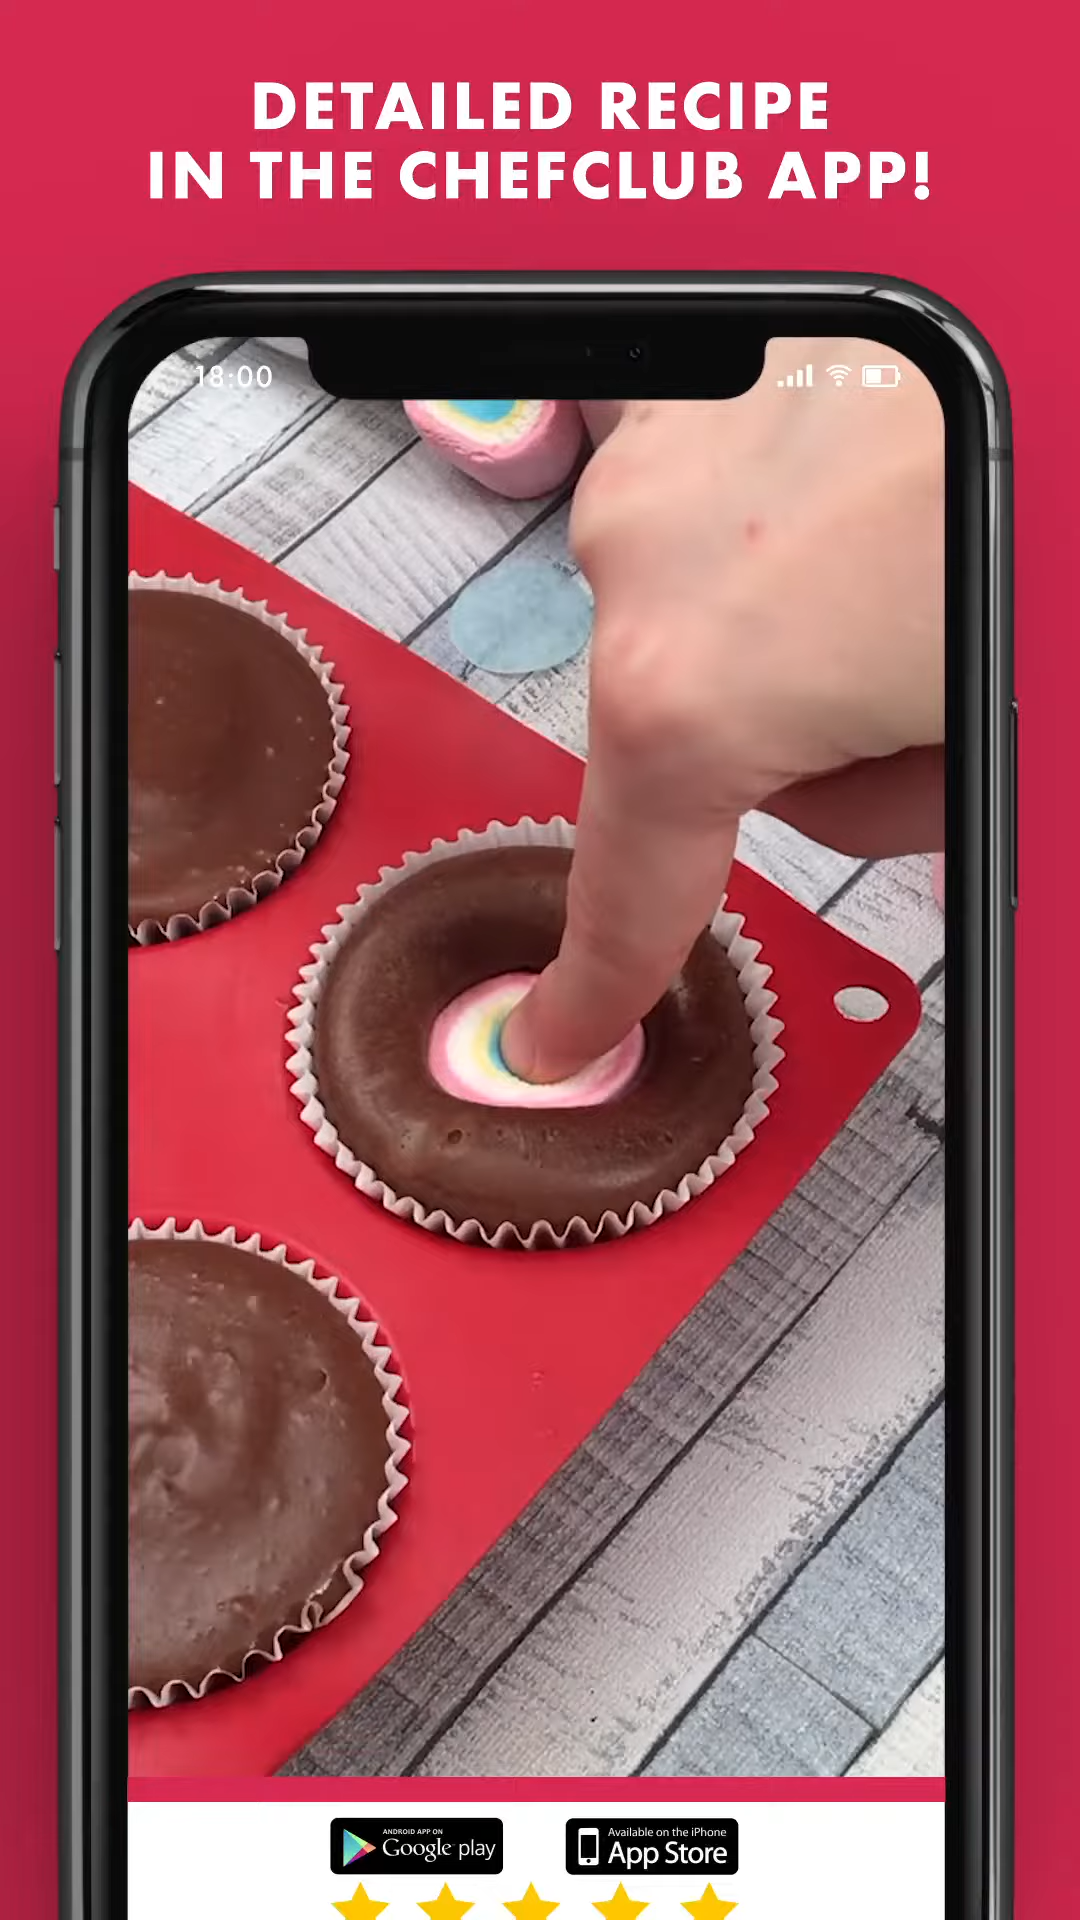 DETAILED RECIPE
IN THE CHEFCLUB APP!
18:00
ANDROID APP ON
Google play
Available on the iPhone
App Store